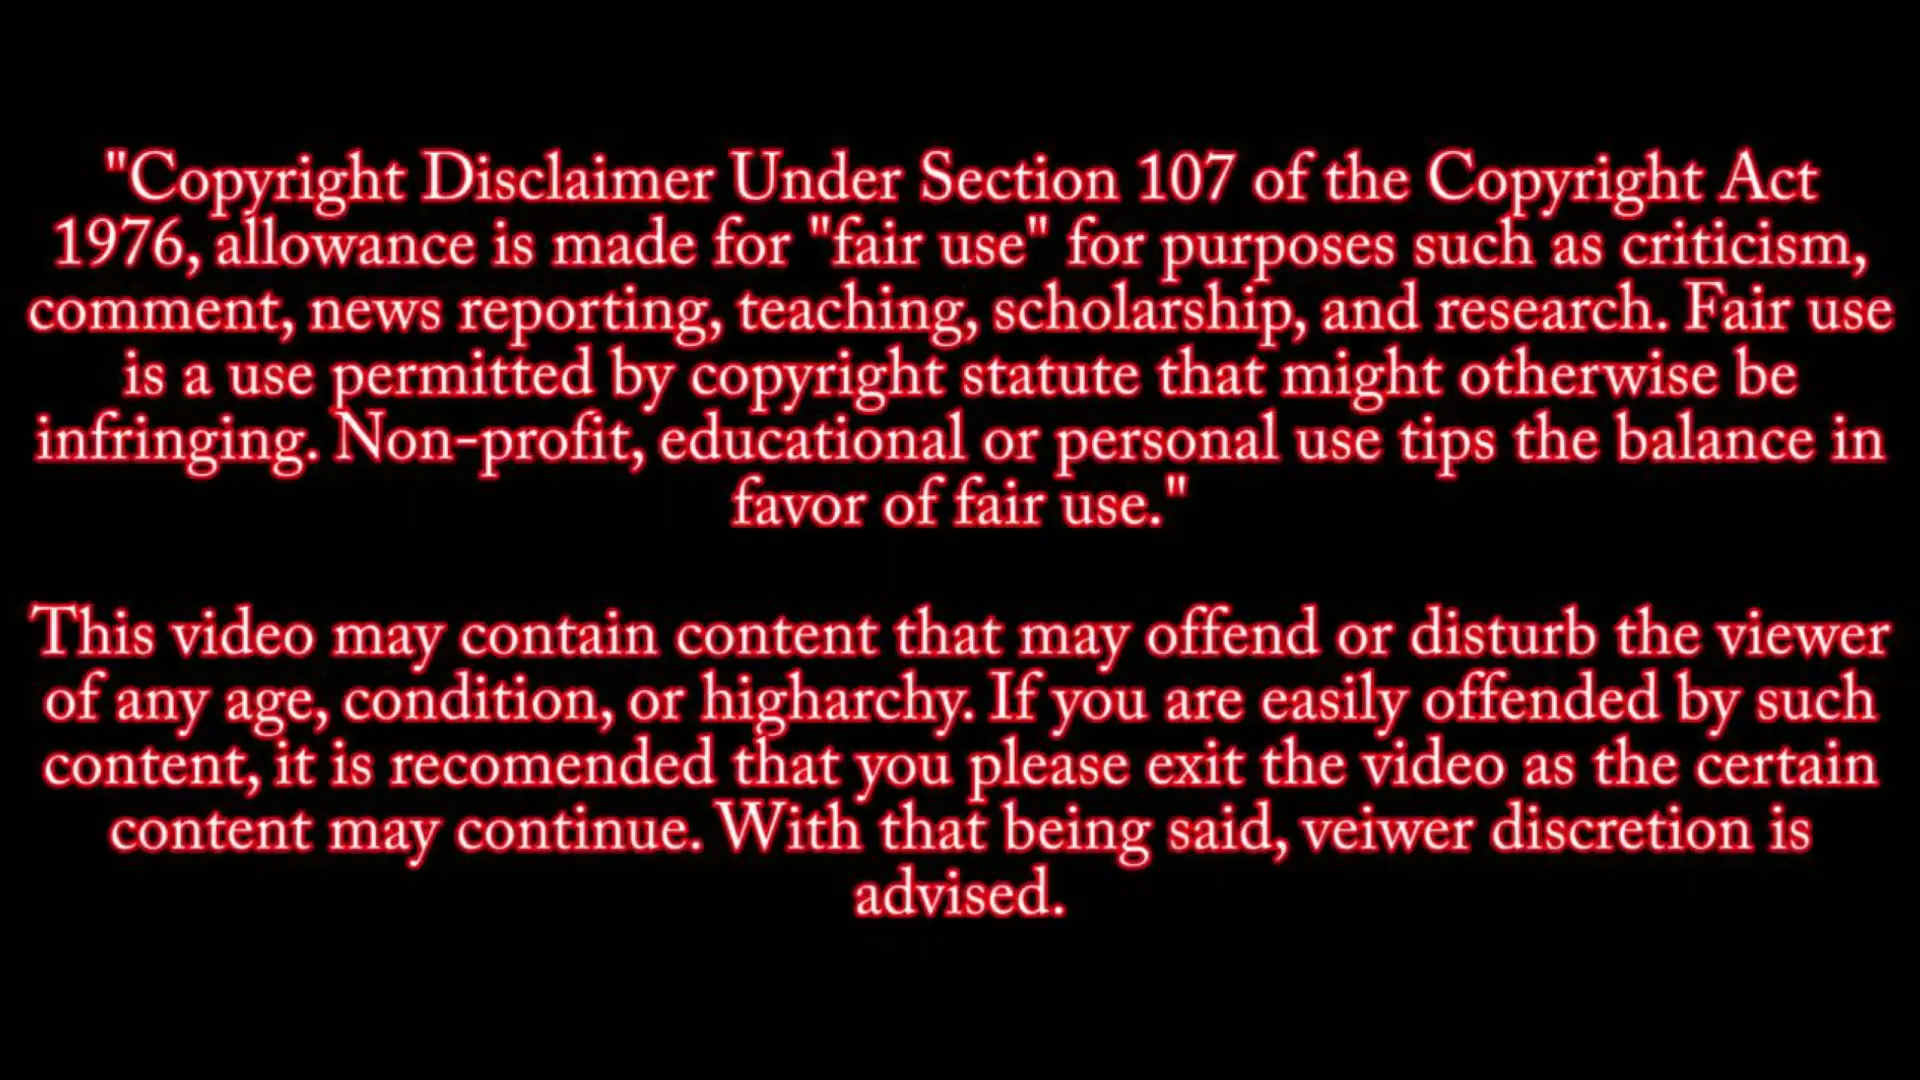 "Copyright Disclaimer Under Section 107 of the Copyright Act
1976, allowance is made for "fair use" for purposes such as criticism,
comment, news reporting, teaching, scholarship, and research. Fair use
is a use permitted by copyright statute that might otherwise be
infringing. Non-profit, educational or personal use tips the balance in
favor of fair use."
This video may contain content that may offend or disturb the viewer
of any age, condition, or higharchy. If you are easily offended by such
content, it is recomended that you please exit the video as the certain
content may continue. With that being said, veiwer discretion is
advised.